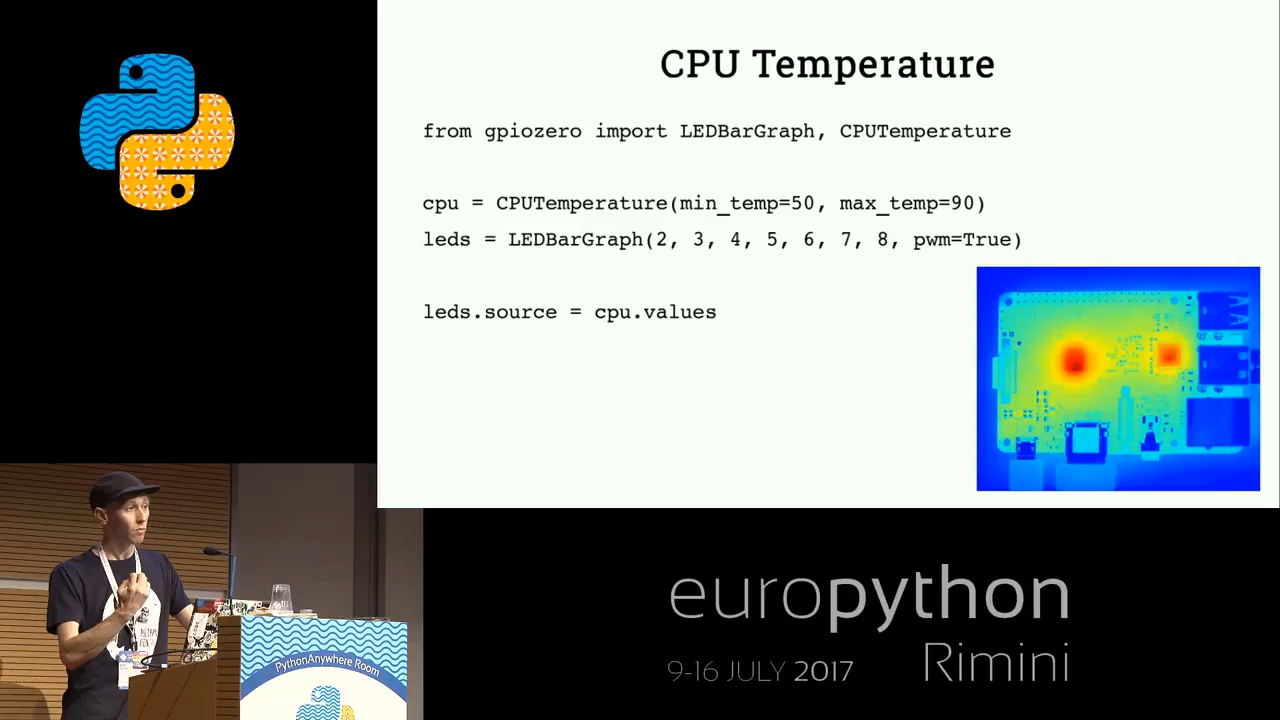 CPU Temperature
from gpiozero import LEDBarGraph, CPUTemperature
cpu = CPUTemperature(min_temp=50, max_temp=90)
leds = LEDBarGraph(2, 3, 4, 5, 6, 7, 8, pwm=True)
leds.source = cpu.values
PythonAnywhere Room
europython
Rimini
9-16 JULY 2017